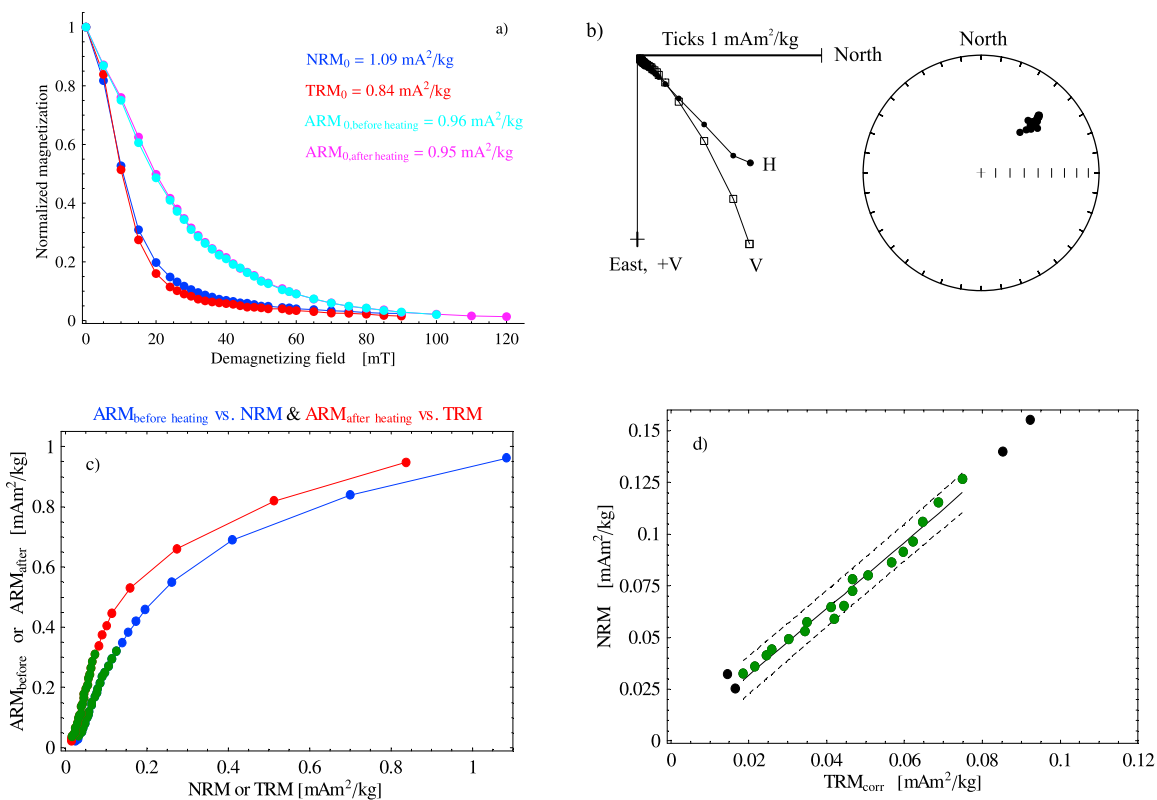 a)
NRM0 = 1.09 mA2/kg
TRM0 = 0.84 mA2/kg
ARM0,before heating = 0.96 mA2/kg
ARM0,after heating = 0.95 mA2/kg
Normalized magnetization
1
0.8
0.6
0.4
0.2
0
0 20 40 60 80 100 120
Demagnetizing field [mT]
b)
Ticks 1 mAm2/kg
North
H
V
East, +V
North
ARMbefore heating vs. NRM & ARMafter heating vs. TRM
c)
ARMbefore or ARMafter [mAm2/kg]
1
0.8
0.6
0.4
0.2
0
0 0.2 0.4 0.6 0.8 1
NRM or TRM [mAm2/kg]
d)
NRM [mAm2/kg]
0.15
0.125
0.1
0.075
0.05
0.025
0
0 0.02 0.04 0.06 0.08 0.1 0.12
TRMcorr [mAm2/kg]